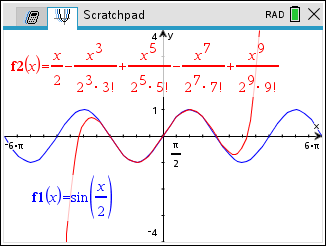 Scratchpad RAD
y
f2(x)=x/2-x^3/(2^3·3!)+x^5/(2^5·5!)-x^7/(2^7·7!)+x^9/(2^9·9!)
4
x
-6·π π/2 6·π
f1(x)=sin(x/2)
-4